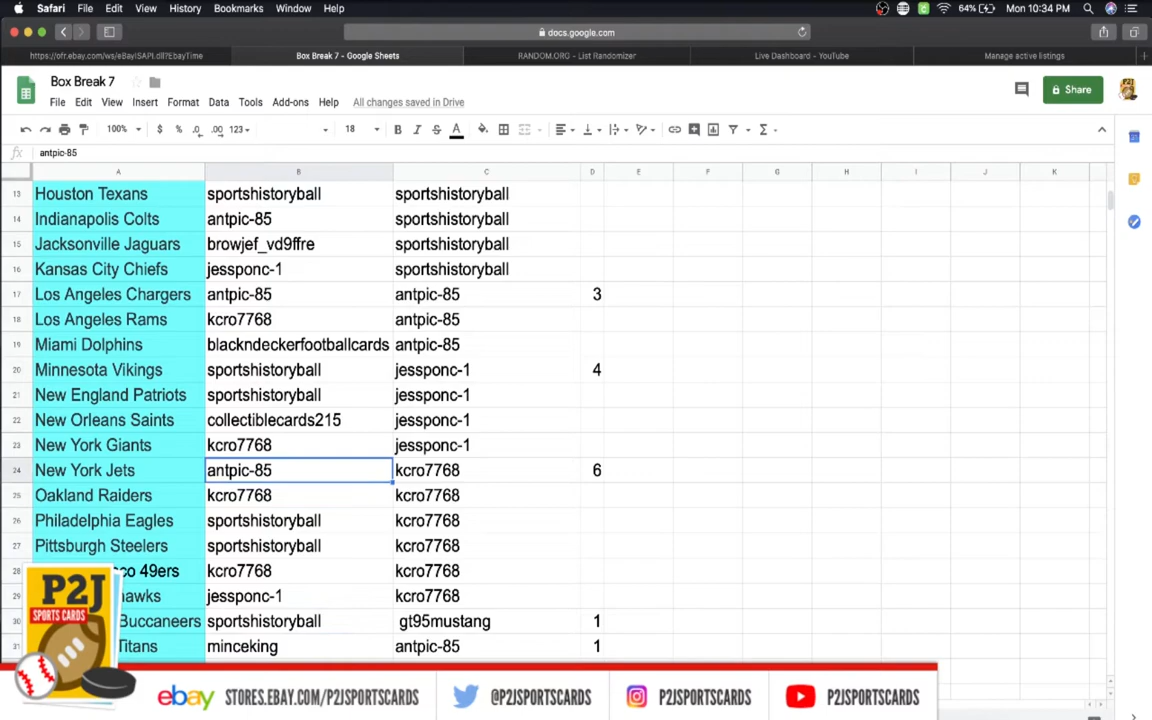 Safari File Edit View History Bookmarks Window Help 64% Mon 10:34 PM
docs.google.com
https://ofr.ebay.com/ws/eBayISAPI.dll?EbayTime Box Break 7 - Google Sheets RANDOM.ORG - List Randomizer Live Dashboard - YouTube Manage active listings
Box Break 7
File Edit View Insert Format Data Tools Add-ons Help All changes saved in Drive Share
100% $ % .0 .00 123 18 B I S A
fx antpic-85
A B C D E F G H I J K
13 Houston Texans sportshistoryball sportshistoryball
14 Indianapolis Colts antpic-85 sportshistoryball
15 Jacksonville Jaguars browjef_vd9ffre sportshistoryball
16 Kansas City Chiefs jessponc-1 sportshistoryball
17 Los Angeles Chargers antpic-85 antpic-85 3
18 Los Angeles Rams kcro7768 antpic-85
19 Miami Dolphins blackndeckerfootballcards antpic-85
20 Minnesota Vikings sportshistoryball jessponc-1 4
21 New England Patriots sportshistoryball jessponc-1
22 New Orleans Saints collectiblecards215 jessponc-1
23 New York Giants kcro7768 jessponc-1
24 New York Jets antpic-85 kcro7768 6
25 Oakland Raiders kcro7768 kcro7768
26 Philadelphia Eagles sportshistoryball kcro7768
27 Pittsburgh Steelers sportshistoryball kcro7768
28 co 49ers kcro7768 kcro7768
29 hawks jessponc-1 kcro7768
30 Buccaneers sportshistoryball gt95mustang 1
31 Titans minceking antpic-85 1
P2J
SPORTS CARDS
ebay STORES.EBAY.COM/P2JSPORTSCARDS @P2JSPORTSCARDS P2JSPORTSCARDS P2JSPORTSCARDS